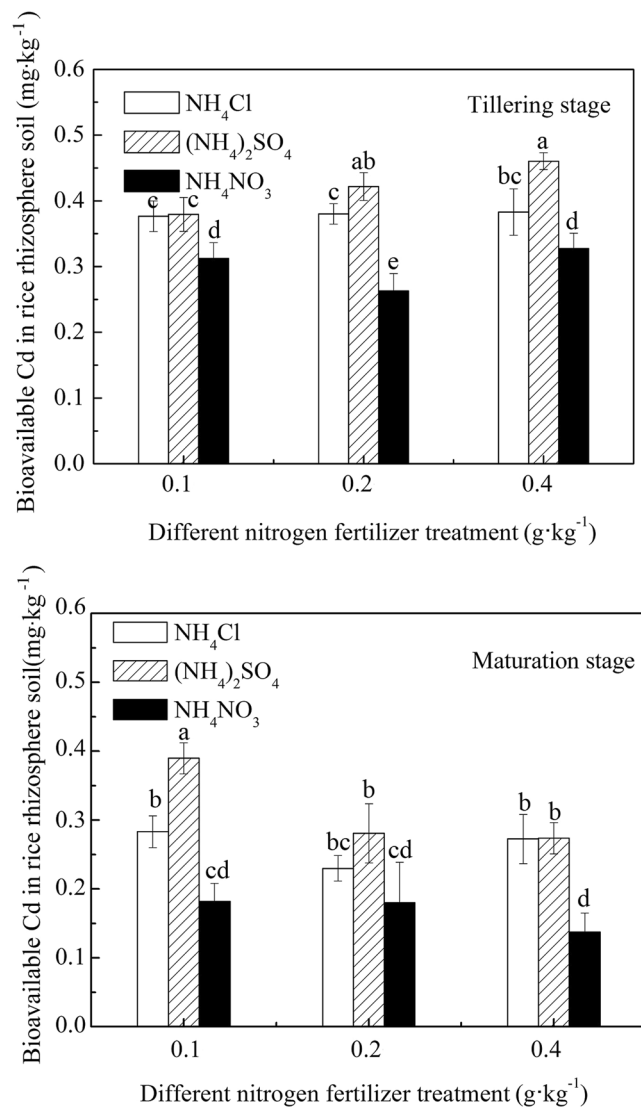 0.6
0.5
0.4
0.3
0.2
0.1
0.0
Bioavailable Cd in rice rhizosphere soil (mg·kg⁻¹)
NH₄Cl
(NH₄)₂SO₄
NH₄NO₃
Tillering stage
c c d
c ab e
bc a d
0.1 0.2 0.4
Different nitrogen fertilizer treatment (g·kg⁻¹)
0.6
0.5
0.4
0.3
0.2
0.1
0.0
Bioavailable Cd in rice rhizosphere soil(mg·kg⁻¹)
NH₄Cl
(NH₄)₂SO₄
NH₄NO₃
Maturation stage
b a cd
bc b cd
b b d
0.1 0.2 0.4
Different nitrogen fertilizer treatment (g·kg⁻¹)